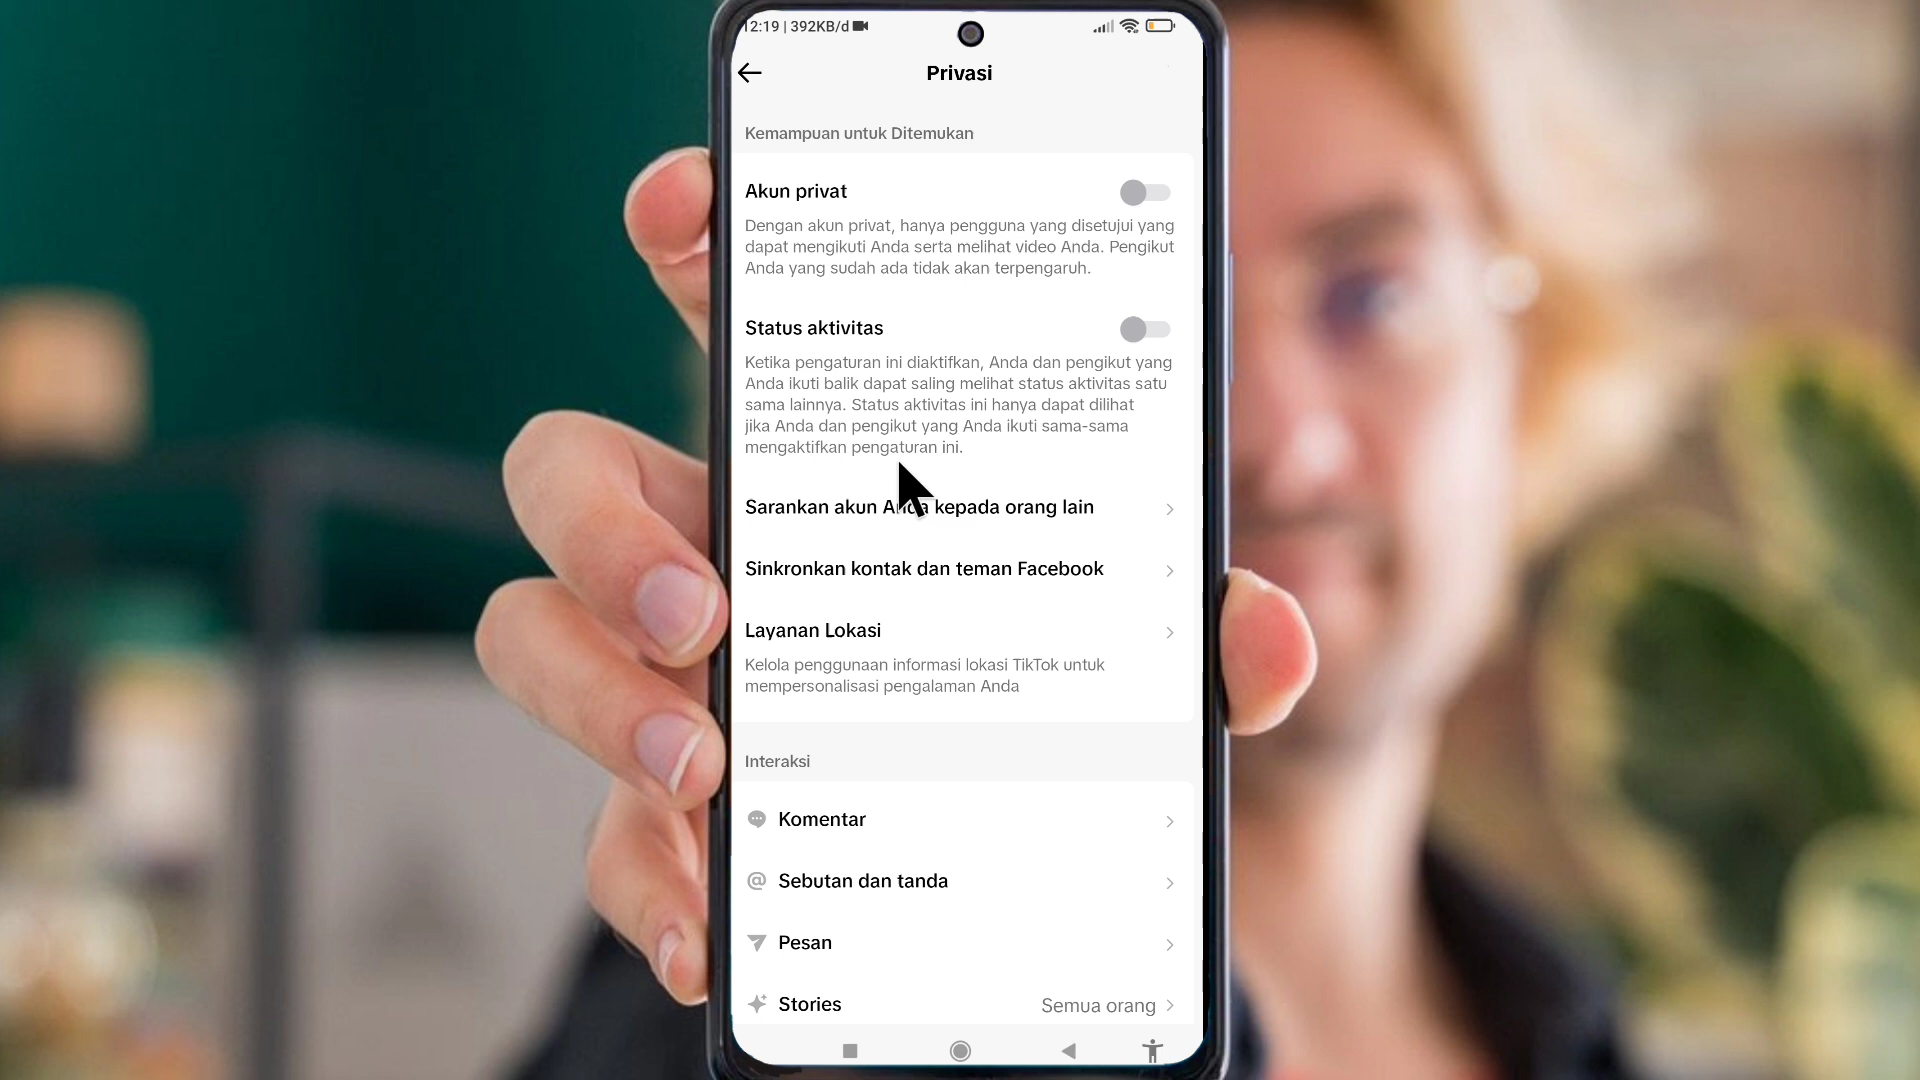 12:19 | 392KB/d
Privasi
Kemampuan untuk Ditemukan
Akun privat
Dengan akun privat, hanya pengguna yang disetujui yang
dapat mengikuti Anda serta melihat video Anda. Pengikut
Anda yang sudah ada tidak akan terpengaruh.
Status aktivitas
Ketika pengaturan ini diaktifkan, Anda dan pengikut yang
Anda ikuti balik dapat saling melihat status aktivitas satu
sama lainnya. Status aktivitas ini hanya dapat dilihat
jika Anda dan pengikut yang Anda ikuti sama-sama
mengaktifkan pengaturan ini.
Sarankan akun Anda kepada orang lain
Sinkronkan kontak dan teman Facebook
Layanan Lokasi
Kelola penggunaan informasi lokasi TikTok untuk
mempersonalisasi pengalaman Anda
Interaksi
Komentar
Sebutan dan tanda
Pesan
Stories Semua orang